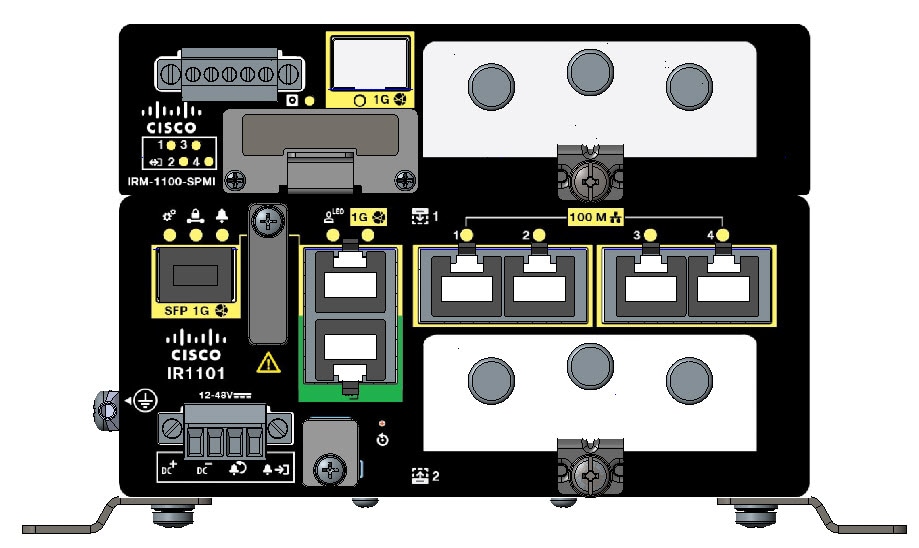 1G
CISCO
1 3
2 4
IRM-1100-SPMI
LED
1G
1
100 M
1 2 3 4
SFP 1G
CISCO
IR1101
12-48V
DC+ DC-
2